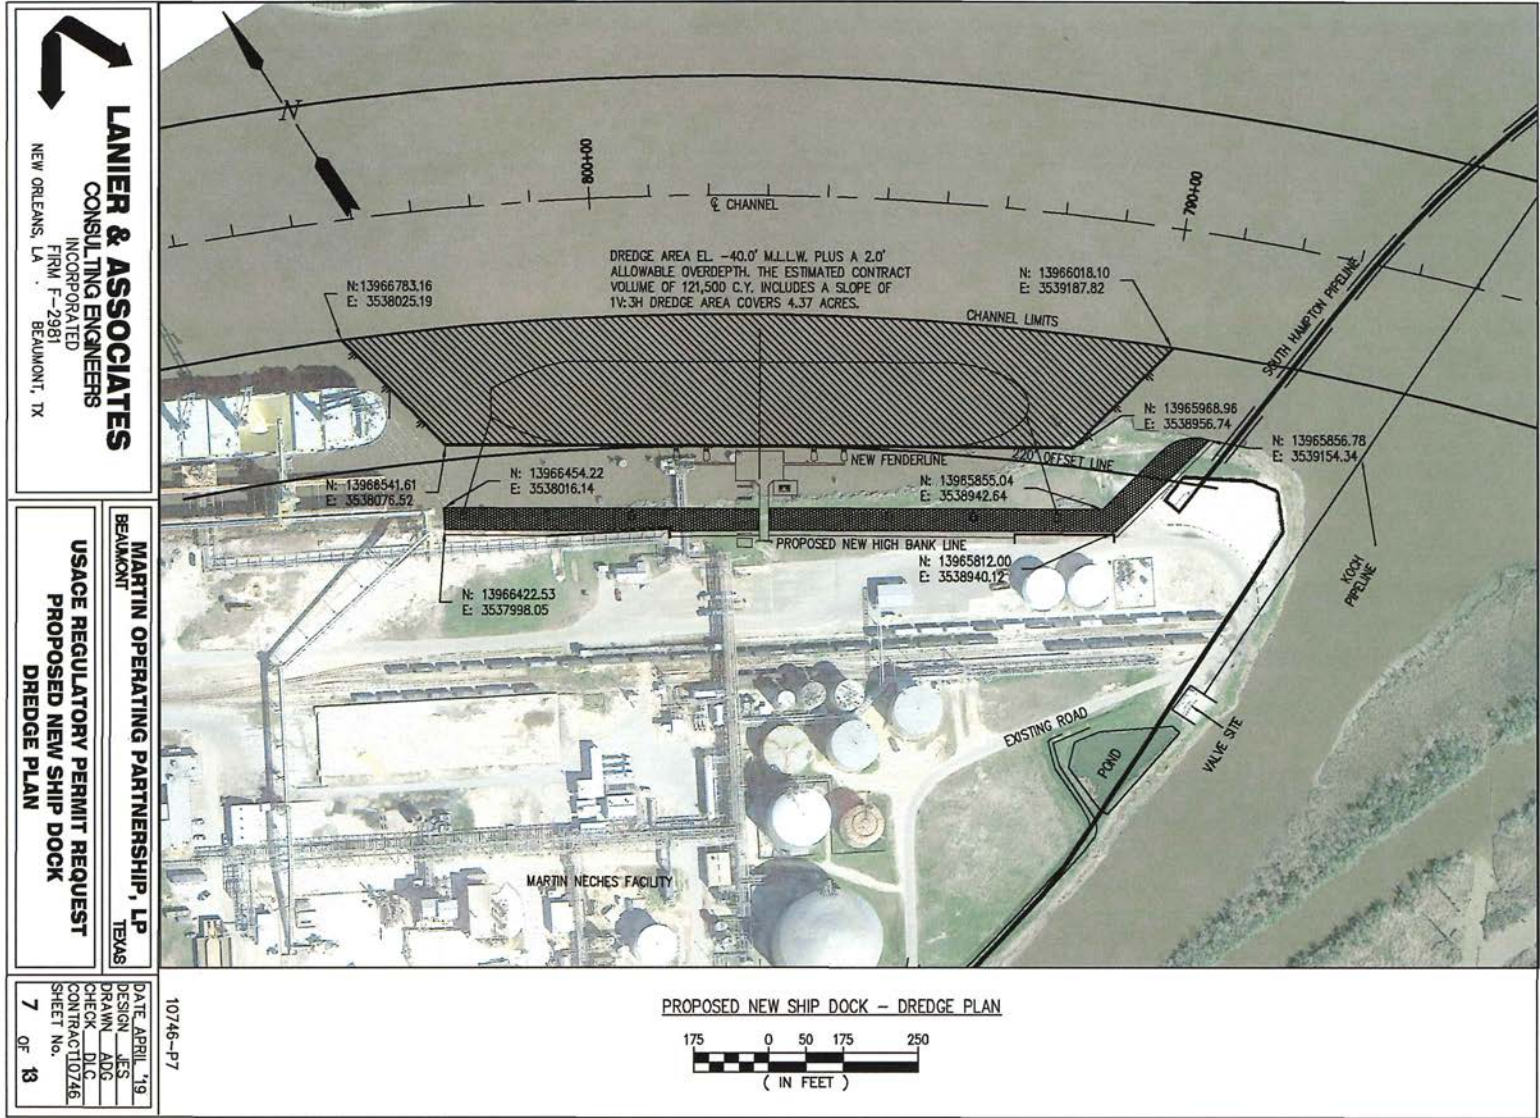 LANIER & ASSOCIATES
CONSULTING ENGINEERS
INCORPORATED
FIRM F-2981
NEW ORLEANS, LA · BEAUMONT, TX
MARTIN OPERATING PARTNERSHIP, LP
BEAUMONT TEXAS
USACE REGULATORY PERMIT REQUEST
PROPOSED NEW SHIP DOCK
DREDGE PLAN
DATE APRIL '19
DESIGN JES
DRAWN ADG
CHECK DLC
CONTRACT 10746
SHEET No.
7 OF 13
10746-P7
N
800+00
790+00
℄ CHANNEL
DREDGE AREA EL. -40.0' M.L.L.W. PLUS A 2.0'
ALLOWABLE OVERDEPTH. THE ESTIMATED CONTRACT
VOLUME OF 121,500 C.Y. INCLUDES A SLOPE OF
1V:3H DREDGE AREA COVERS 4.37 ACRES.
N:13966783.16
E: 3538025.19
N: 13966018.10
E: 3539187.82
CHANNEL LIMITS
SOUTH HAMPTON PIPELINE
N: 13965968.96
E: 3538956.74
N: 13965856.78
E: 3539154.34
NEW FENDERLINE
220' OFFSET LINE
N: 13966541.61
E: 3538076.52
N: 13966454.22
E: 3538016.14
N: 13965855.04
E: 3538942.64
PROPOSED NEW HIGH BANK LINE
N: 13965812.00
E: 3538940.12
N: 13966422.53
E: 3537998.05
KOCH
PIPELINE
EXISTING ROAD
POND
VALVE SITE
MARTIN NECHES FACILITY
PROPOSED NEW SHIP DOCK - DREDGE PLAN
175 0 50 175 250
( IN FEET )